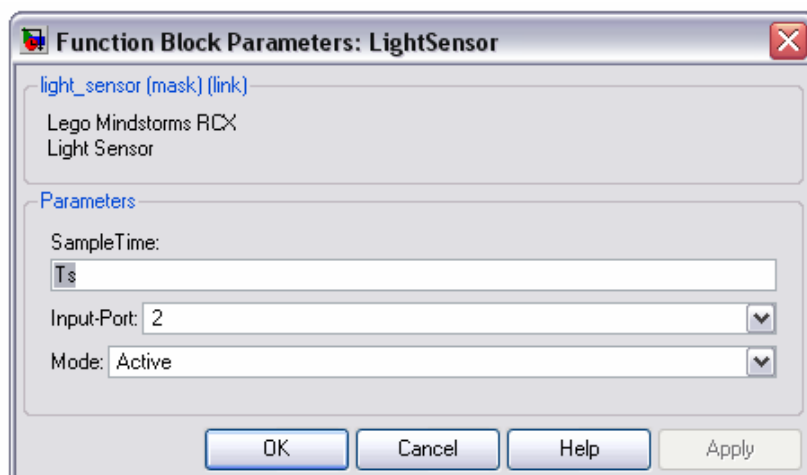 Function Block Parameters: LightSensor
light_sensor (mask) (link)
Lego Mindstorms RCX
Light Sensor
Parameters
SampleTime:
Ts
Input-Port: 2
Mode: Active
OK Cancel Help Apply